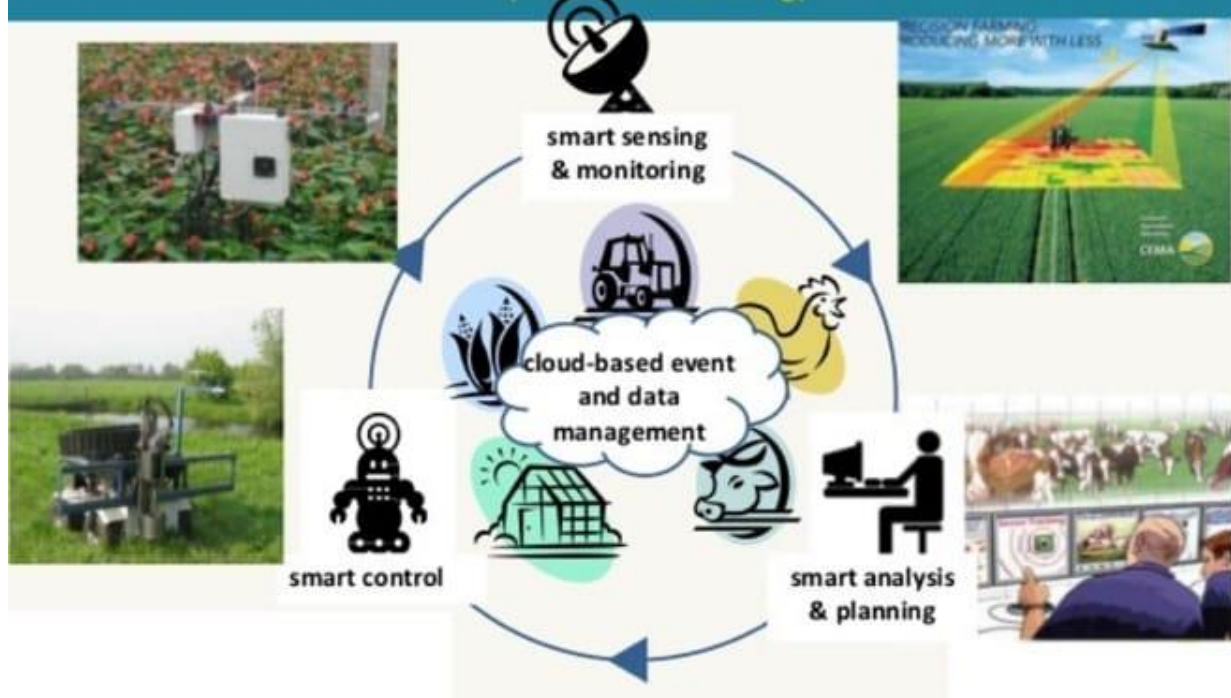 PRECISION FARMING:
PRODUCING MORE WITH LESS
smart sensing
& monitoring
CEMA
cloud-based event
and data
management
smart control
smart analysis
& planning